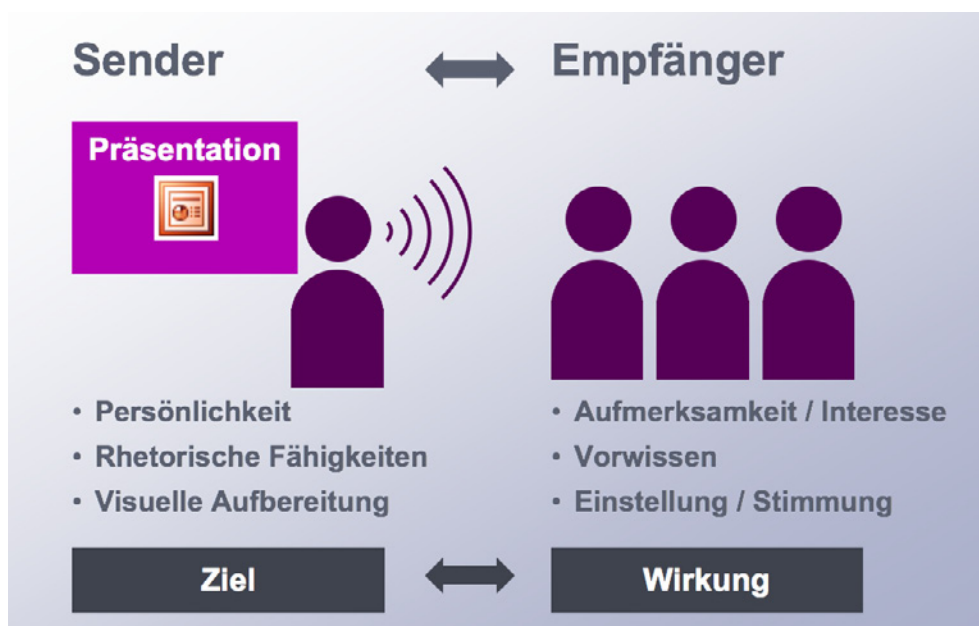 Sender
Empfänger
Präsentation
• Persönlichkeit
• Rhetorische Fähigkeiten
• Visuelle Aufbereitung
• Aufmerksamkeit / Interesse
• Vorwissen
• Einstellung / Stimmung
Ziel
Wirkung